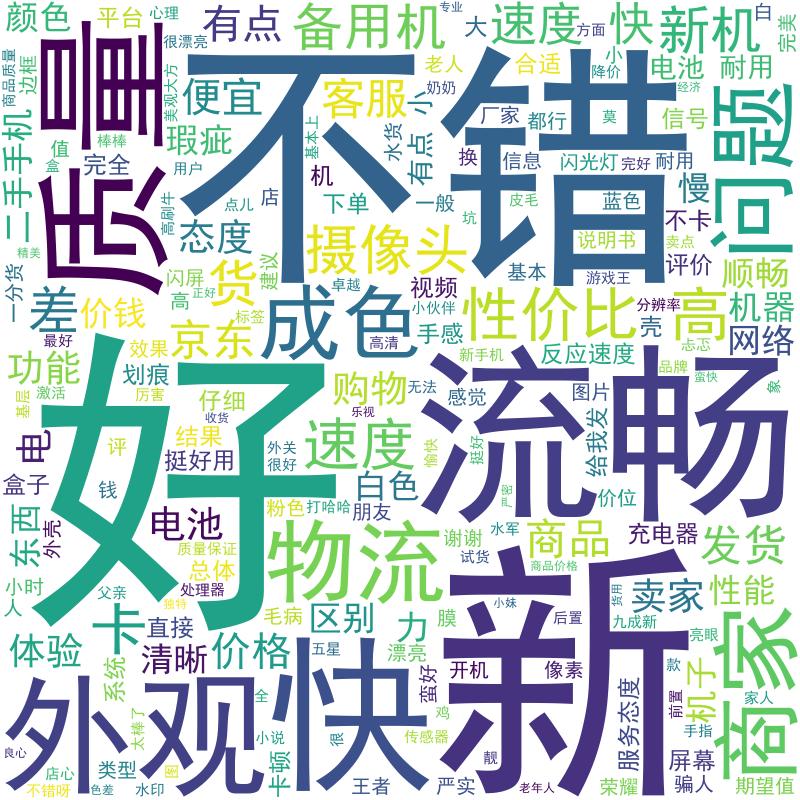 颜色
平台
心理
有点
备用机
大
专业
速度
方面
快
小
白
新机
完美
很漂亮
商品质量
边框
质量
美观大方
便宜
不错
客服
小
老人
奶奶
合适
降价
经济
电池
耐用
二手手机
值
盒
棒棒
完全
瑕疵
用户
基本上
水货
有点
厂家
都行
莫
信号
问题
换
信息
闪光灯
完好
耐用
机
店
下单
一般
坑
皮毛
蓝色
慢
不卡
高刷牛
点儿
态度
摄像头
说明书
卖点
评价
顺畅
精美
一分货
闪屏
高
正好
货
建议
卓越
视频
基本
游戏王
差
价钱
标签
成色
小伙伴
性价比
分辨率
高
机器
最好
效果
京东
高清
手感
壳
忐忑
网络
功能
反应速度
新手机
品牌
蛮快
基层
激活
厉害
划痕
购物
无法
感觉
图片
象
好
仔细
收货
乐视
流畅
电
评
结果
外关
很好
速度
愉快
挺好
给我发
盒子
钱
挺好用
白色
严密
价位
东西
外壳
电池
粉色
打哈哈
朋友
水军
质量保证
物流
谢谢
试货
商品
充电器
发货
小时
人
总体
商品价格
父亲
处理器
独特
毛病
膜
新
小妹
货用
卖家
性能
卡
直接
区别
力
后置
九成新
亮眼
体验
清晰
价格
五星
漂亮
商家
系统
蛮好
开机
像素
款
机子
前置
家人
外观
快
太棒了
全
小说
很
鸡
传感器
靓
服务态度
手指
良心
店心
类型
图
卡顿
屏幕
不错呀
色差
水印
王者
严实
老年人
荣耀
骗人
期望值